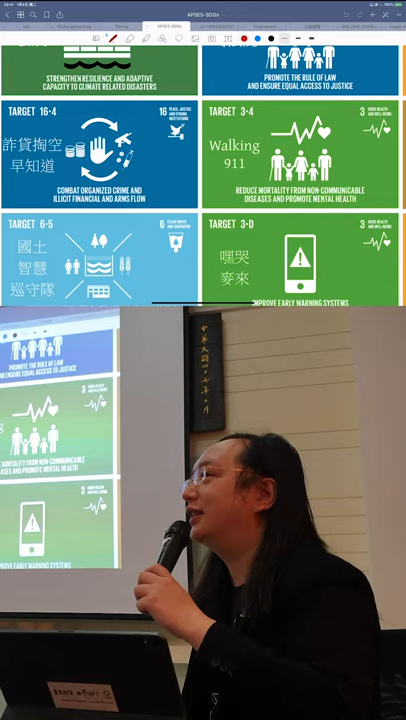 APSES-SDGs
STRENGTHEN RESILIENCE AND ADAPTIVE
CAPACITY TO CLIMATE RELATED DISASTERS
PROMOTE THE RULE OF LAW
AND ENSURE EQUAL ACCESS TO JUSTICE
TARGET 16·4
16 PEACE, JUSTICE
AND STRONG
INSTITUTIONS
詐貸掏空
早知道
COMBAT ORGANIZED CRIME AND
ILLICIT FINANCIAL AND ARMS FLOW
TARGET 3·4
3 GOOD HEALTH
AND WELL-BEING
Walking
911
REDUCE MORTALITY FROM NON-COMMUNICABLE
DISEASES AND PROMOTE MENTAL HEALTH
TARGET 6·5
6 CLEAN WATER
AND SANITATION
國土
智慧
巡守隊
TARGET 3·D
3 GOOD HEALTH
AND WELL-BEING
嘿哭
麥來
IMPROVE EARLY WARNING SYSTEMS
PROMOTE THE RULE OF LAW
AND ENSURE EQUAL ACCESS TO JUSTICE
3 GOOD HEALTH
AND WELL-BEING
MORTALITY FROM NON-COMMUNICABLE
ASES AND PROMOTE MENTAL HEALTH
3 GOOD HEALTH
AND WELL-BEING
PROVE EARLY WARNING SYSTEMS